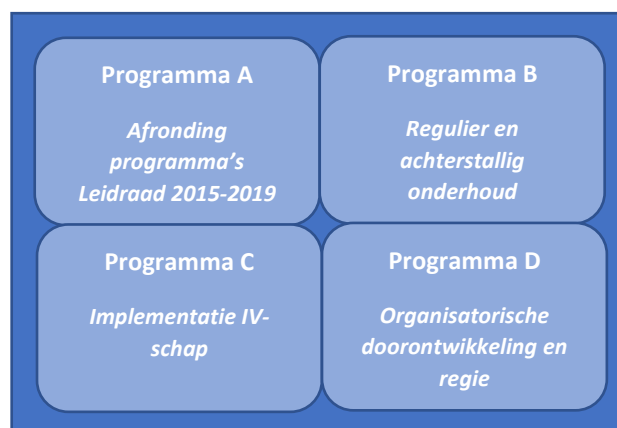 Programma A
Afronding
programma's
Leidraad 2015-2019
Programma B
Regulier en
achterstallig
onderhoud
Programma C
Implementatie IV-
schap
Programma D
Organisatorische
doorontwikkeling en
regie